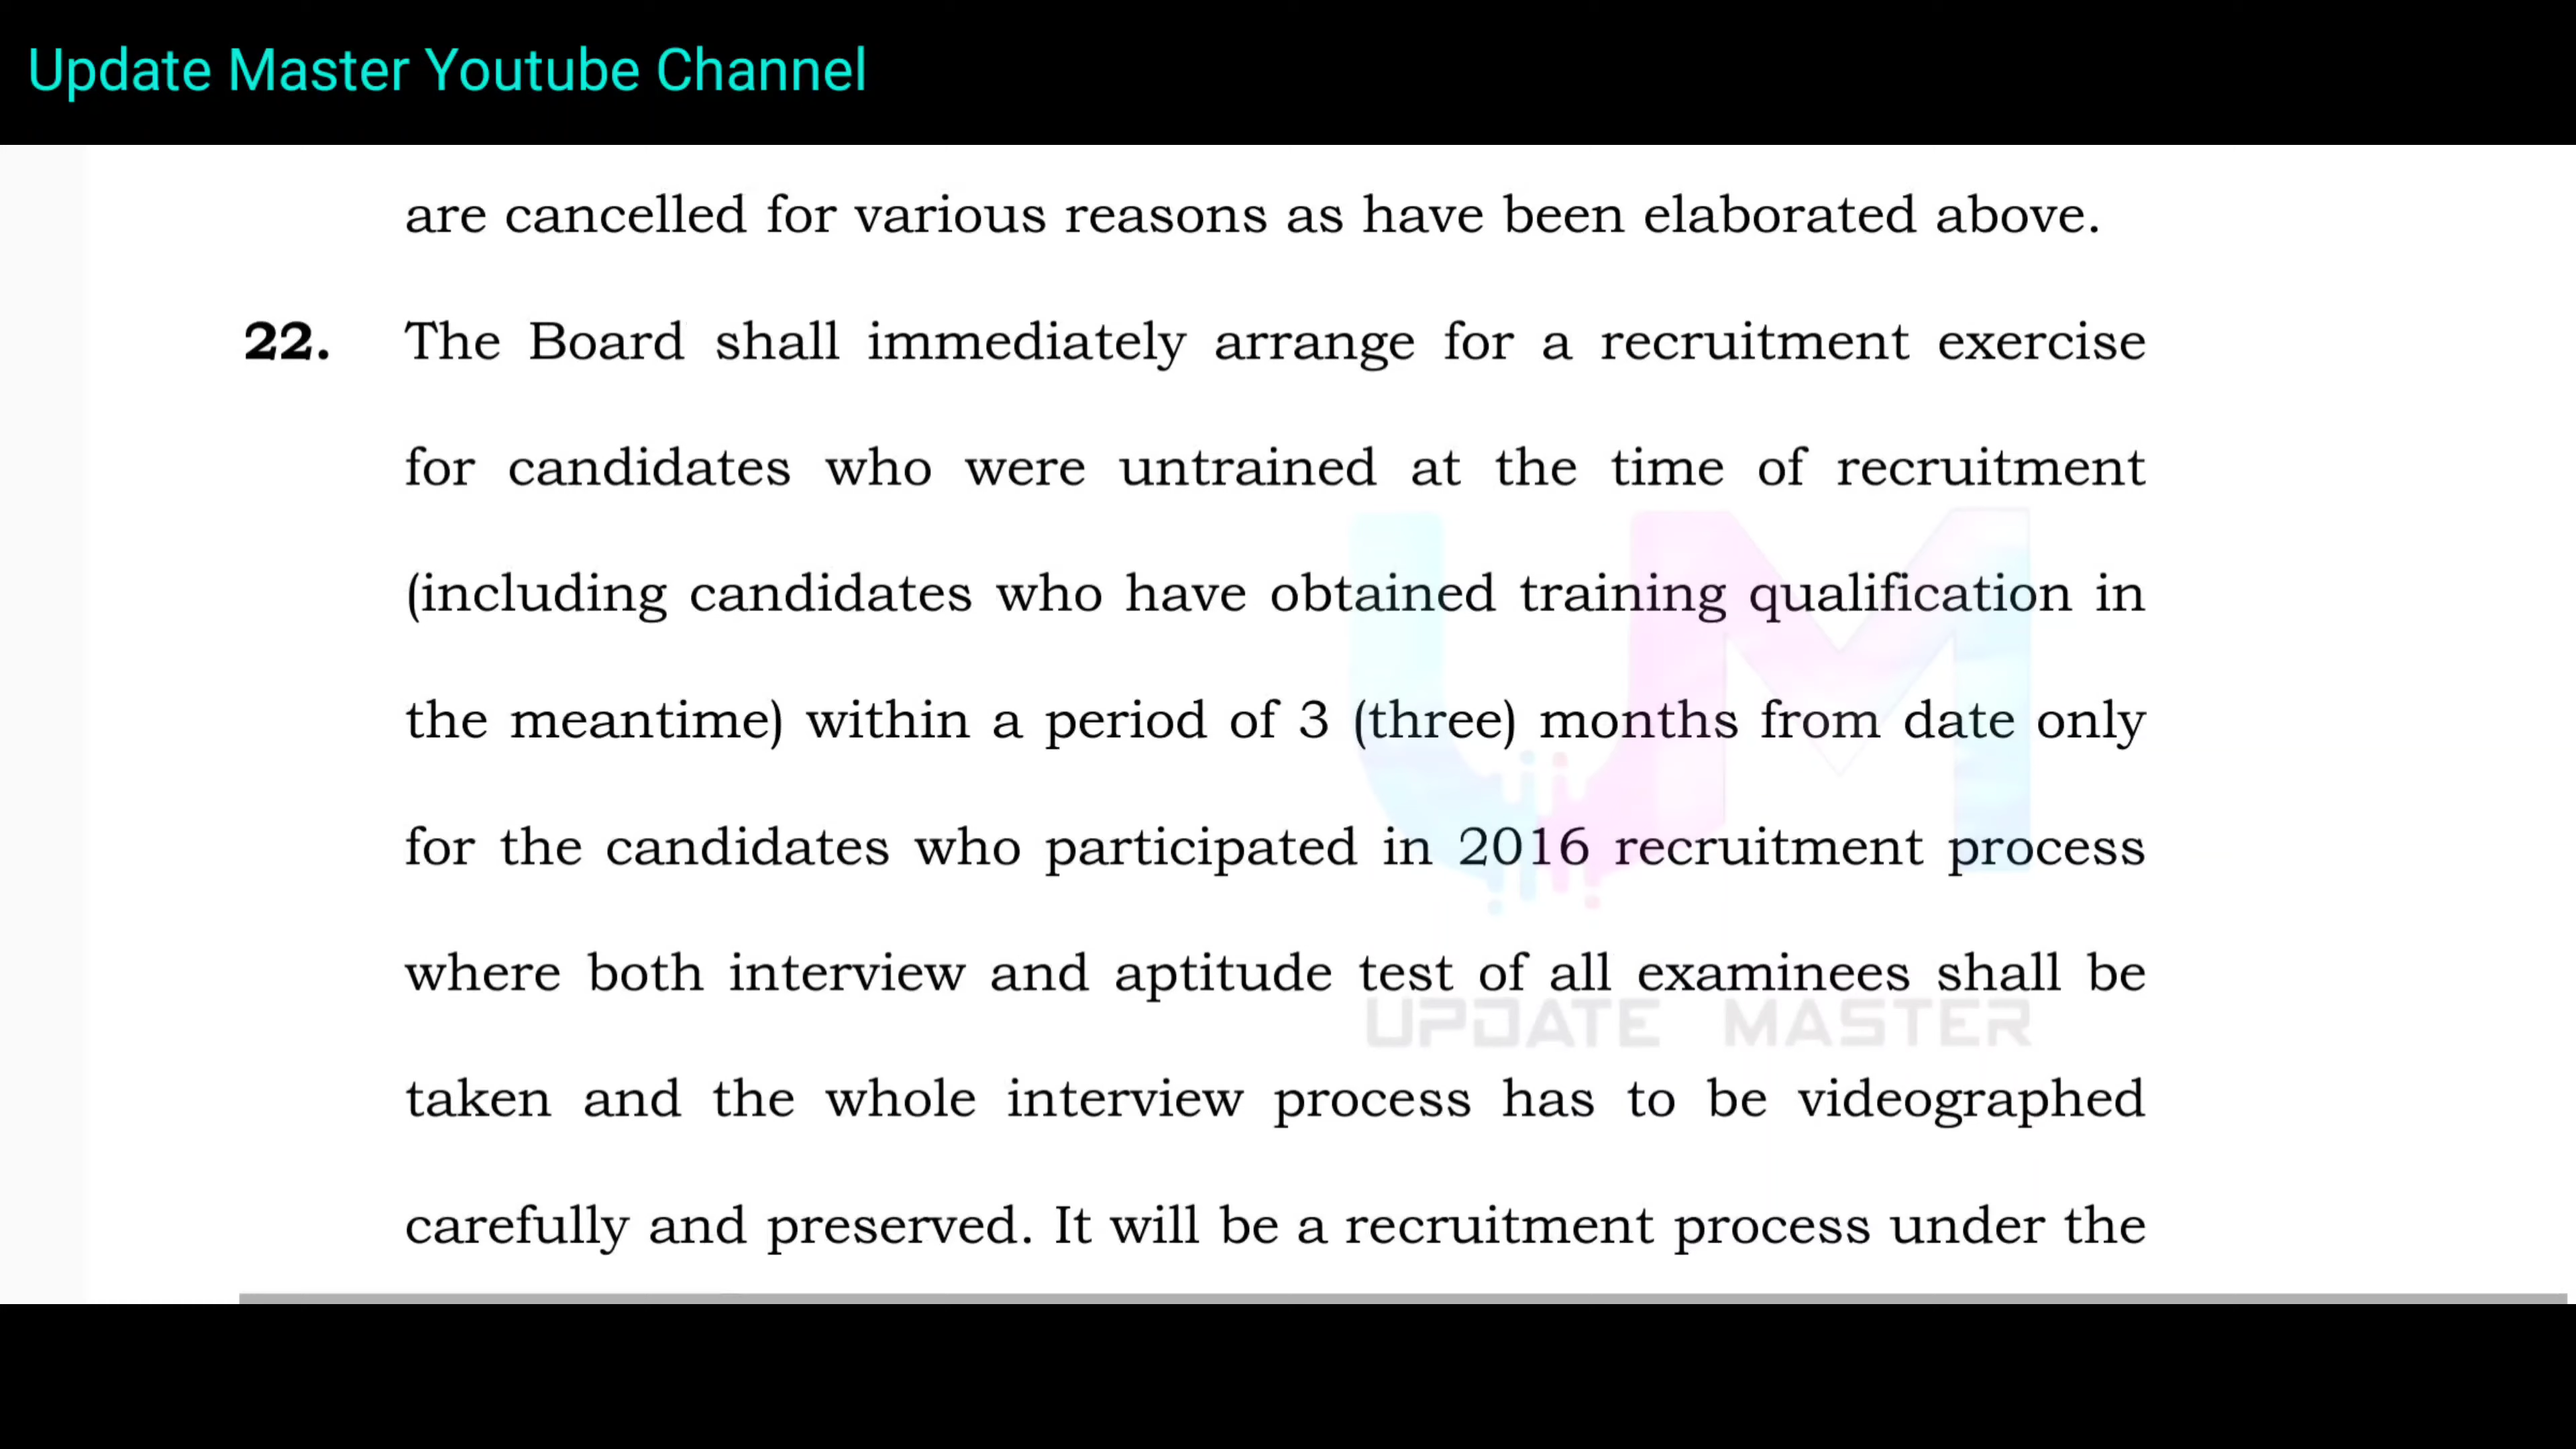 Update Master Youtube Channel
are cancelled for various reasons as have been elaborated above.
22. The Board shall immediately arrange for a recruitment exercise
for candidates who were untrained at the time of recruitment
(including candidates who have obtained training qualification in
the meantime) within a period of 3 (three) months from date only
for the candidates who participated in 2016 recruitment process
where both interview and aptitude test of all examinees shall be
UPDATE MASTER
taken and the whole interview process has to be videographed
carefully and preserved. It will be a recruitment process under the